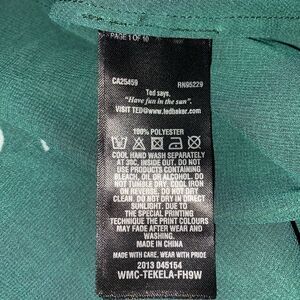 PAGE 1 OF 10
CA25459 RN95229
Ted says,
"Have fun in the sun".
VISIT TED@www.tedbaker.com
100% POLYESTER
COOL HAND WASH SEPARATELY
AT 30C. INSIDE OUT. DO NOT
USE PRODUCTS CONTAINING
BLEACH, OIL OR ALCOHOL. DO
NOT TUMBLE DRY. COOL IRON
ON REVERSE. DO NOT DRY
CLEAN. DO NOT DRY IN DIRECT
SUNLIGHT. DUE TO
THE SPECIAL PRINTING
TECHNIQUE THE PRINT COLOURS
MAY FADE AFTER WEAR AND
WASHING.
MADE IN CHINA
MADE WITH CARE. WEAR WITH PRIDE.
2013 045154
WMC-TEKELA-FH9W